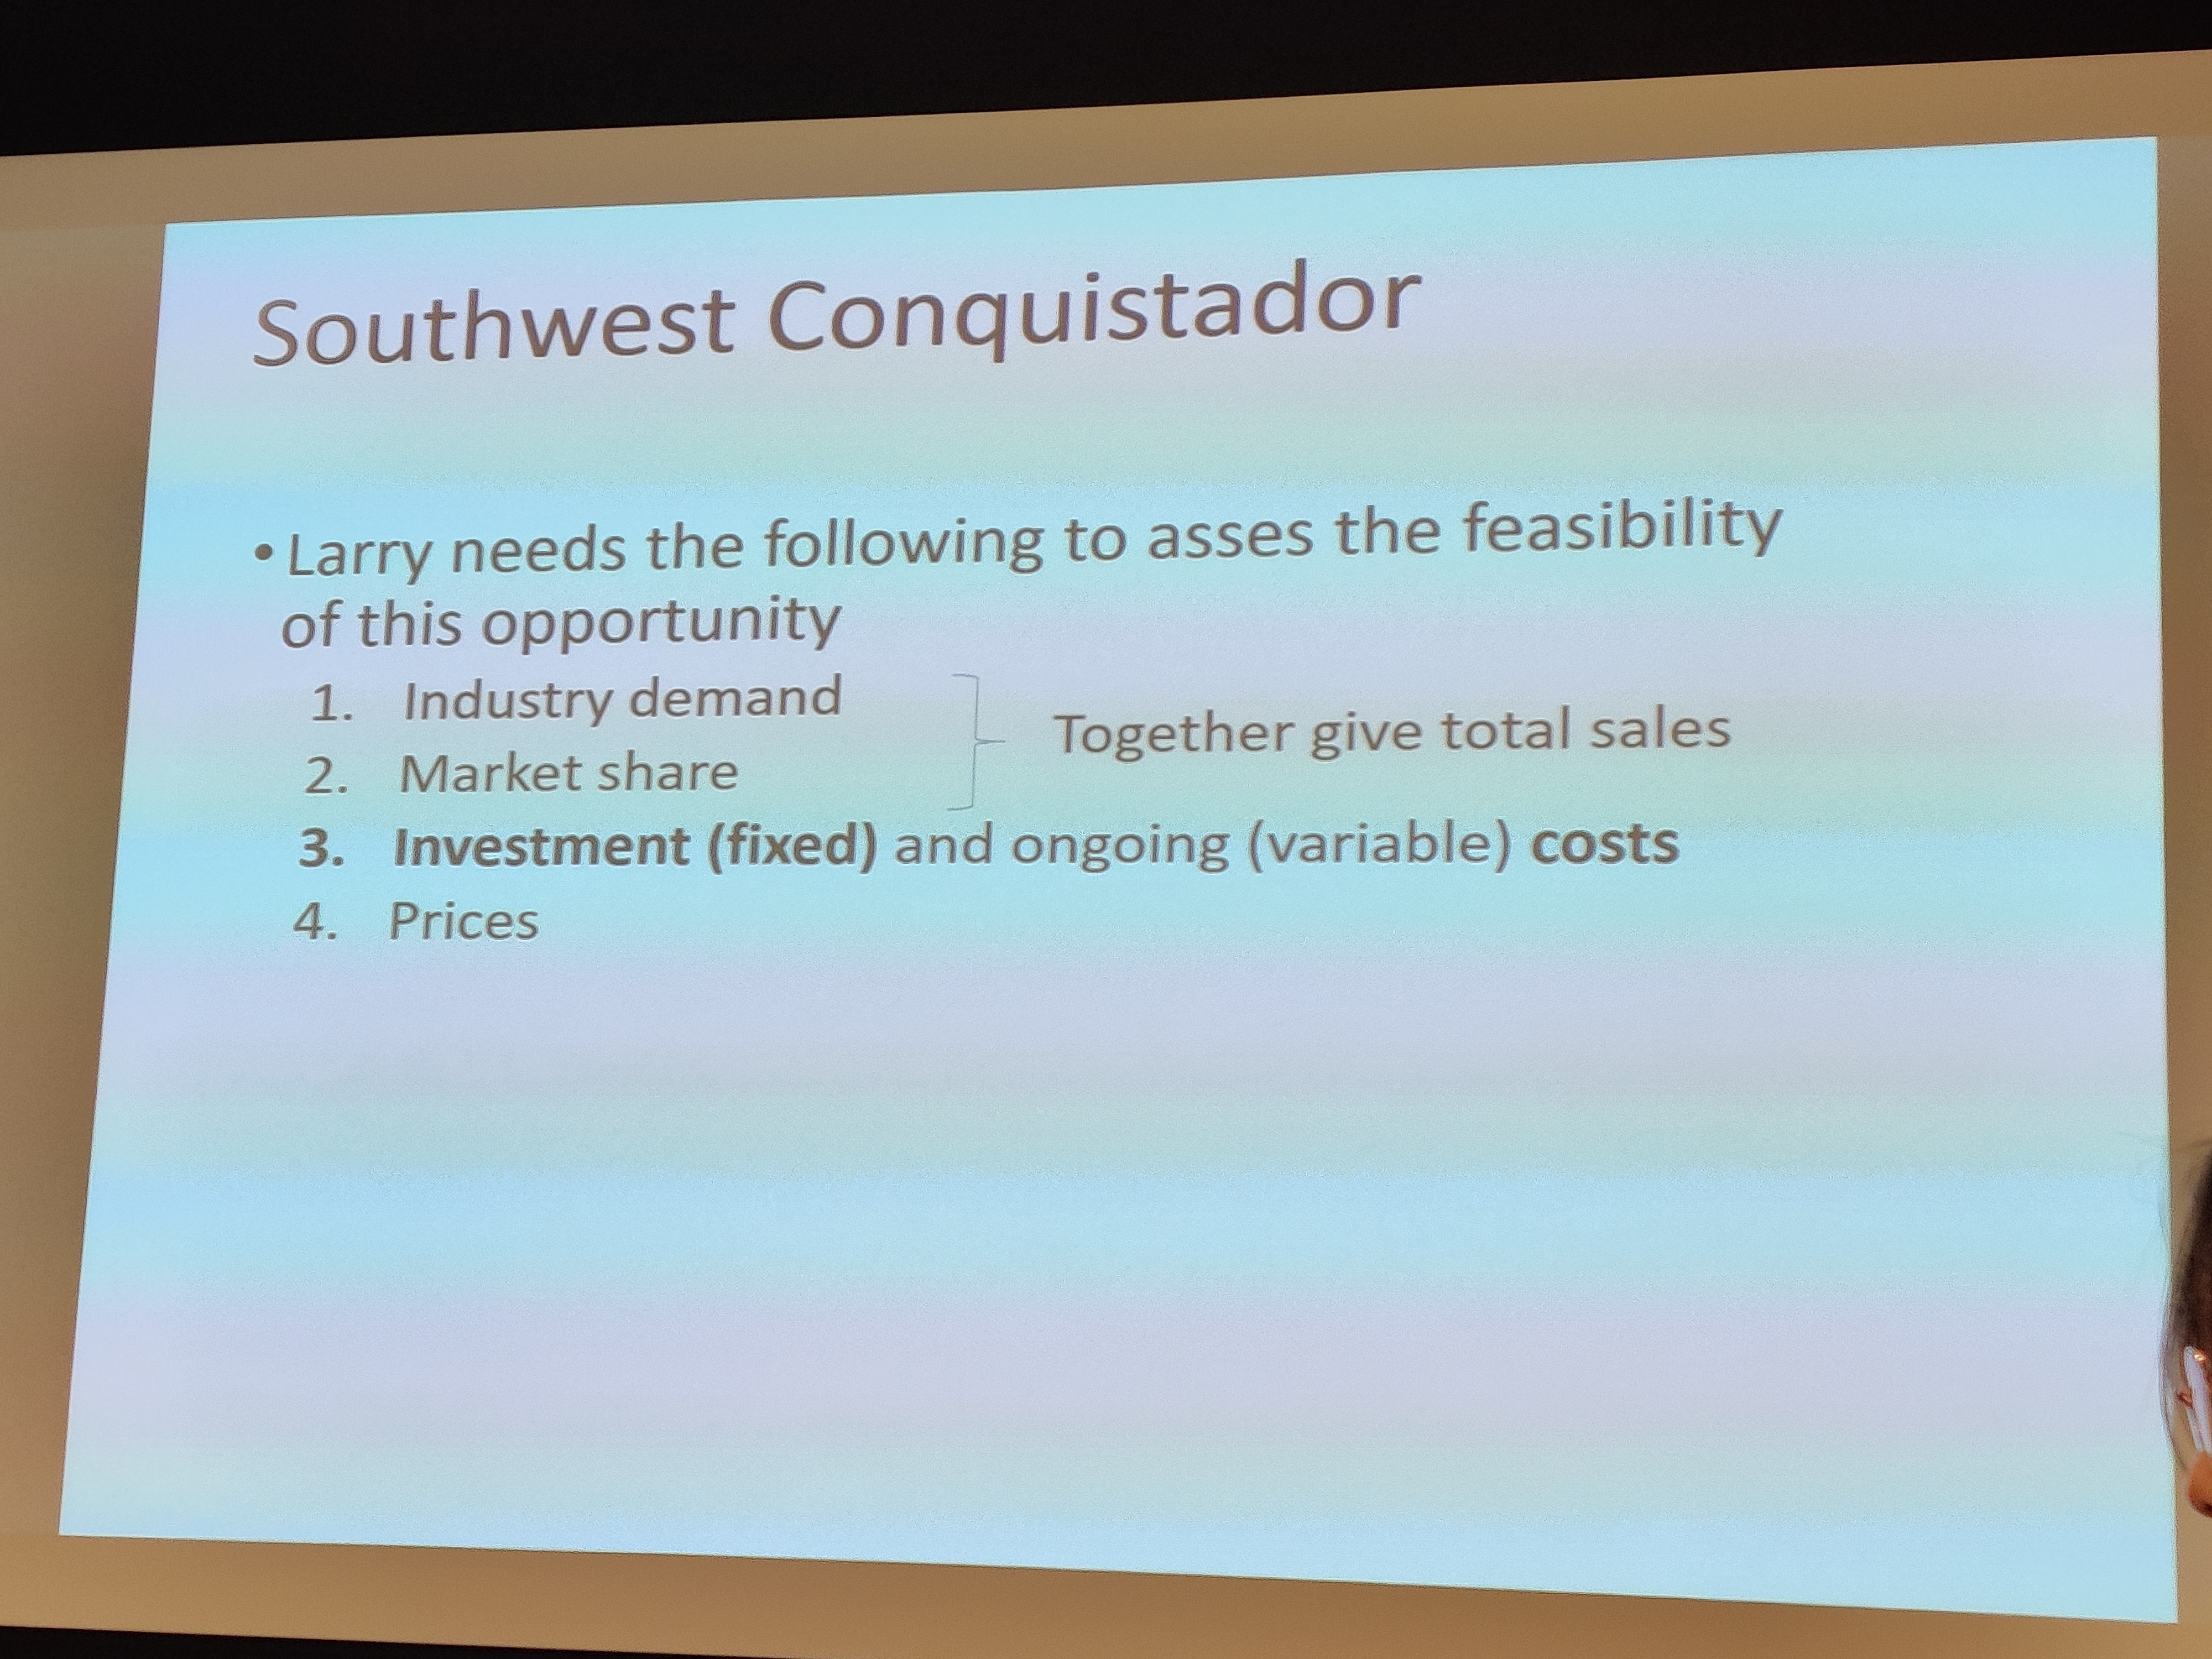 Southwest Conquistador
• Larry needs the following to asses the feasibility
of this opportunity
1. Industry demand
2. Market share
Together give total sales
3. Investment (fixed) and ongoing (variable) costs
4. Prices